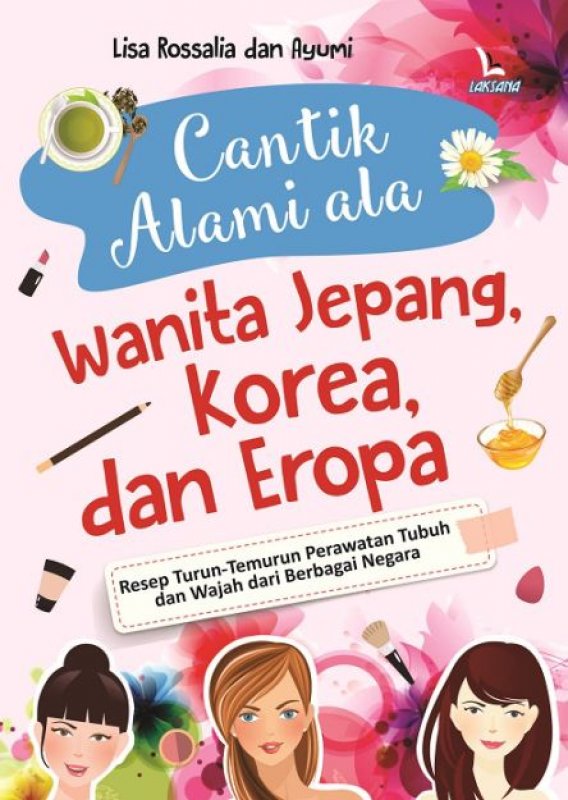 Lisa Rossalia dan Ayumi
LAKSANA
Cantik
Alami ala
Wanita Jepang,
Korea,
dan Eropa
Resep Turun-Temurun Perawatan Tubuh
dan Wajah dari Berbagai Negara